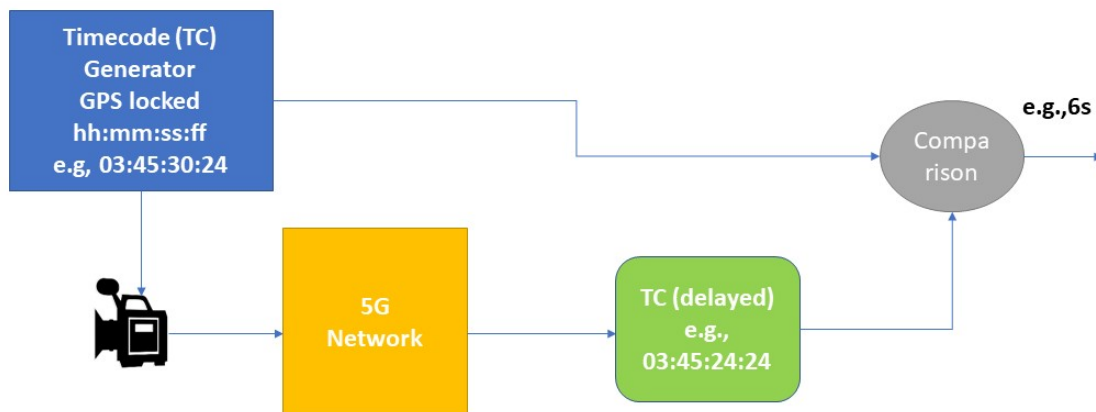 Timecode (TC)
Generator
GPS locked
hh:mm:ss:ff
e.g, 03:45:30:24
e.g.,6s
Compa
rison
5G
Network
TC (delayed)
e.g.,
03:45:24:24